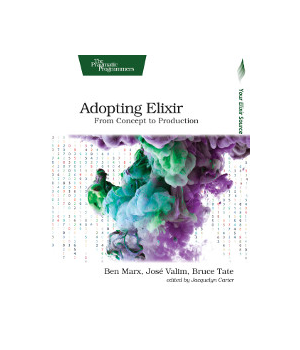 The
Pragmatic
Programmers
Your Elixir Source
Adopting Elixir
From Concept to Production
Ben Marx, José Valim, Bruce Tate
edited by Jacquelyn Carter